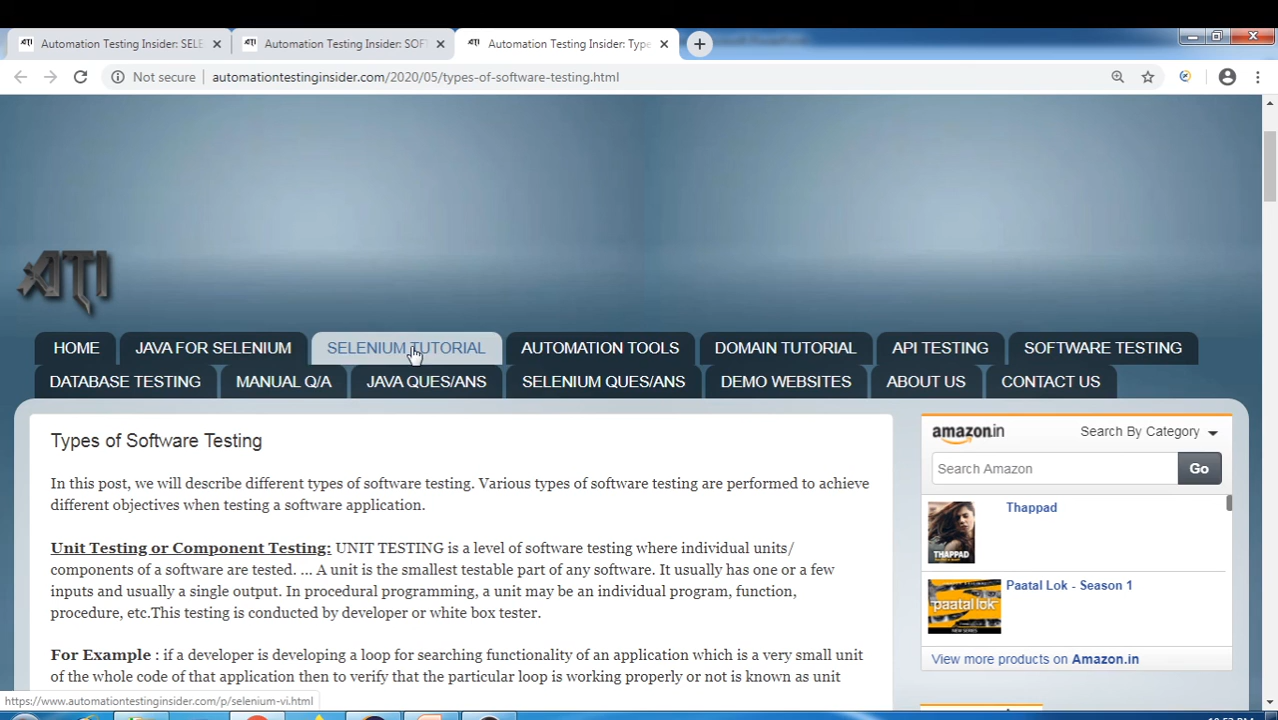 Automation Testing Insider: SELE
Automation Testing Insider: SOFT
Automation Testing Insider: Type
Not secure
automationtestinginsider.com/2020/05/types-of-software-testing.html
ATI
HOME
JAVA FOR SELENIUM
SELENIUM TUTORIAL
AUTOMATION TOOLS
DOMAIN TUTORIAL
API TESTING
SOFTWARE TESTING
DATABASE TESTING
MANUAL Q/A
JAVA QUES/ANS
SELENIUM QUES/ANS
DEMO WEBSITES
ABOUT US
CONTACT US
Types of Software Testing
In this post, we will describe different types of software testing. Various types of software testing are performed to achieve
different objectives when testing a software application.
Unit Testing or Component Testing: UNIT TESTING is a level of software testing where individual units/
components of a software are tested. ... A unit is the smallest testable part of any software. It usually has one or a few
inputs and usually a single output. In procedural programming, a unit may be an individual program, function,
procedure, etc.This testing is conducted by developer or white box tester.
For Example : if a developer is developing a loop for searching functionality of an application which is a very small unit
of the whole code of that application then to verify that the particular loop is working properly or not is known as unit
amazon.in
Search By Category
Search Amazon
Go
Thappad
THAPPAD
Paatal Lok - Season 1
paatal lok
NEW SERIES
View more products on Amazon.in
https://www.automationtestinginsider.com/p/selenium-vi.html